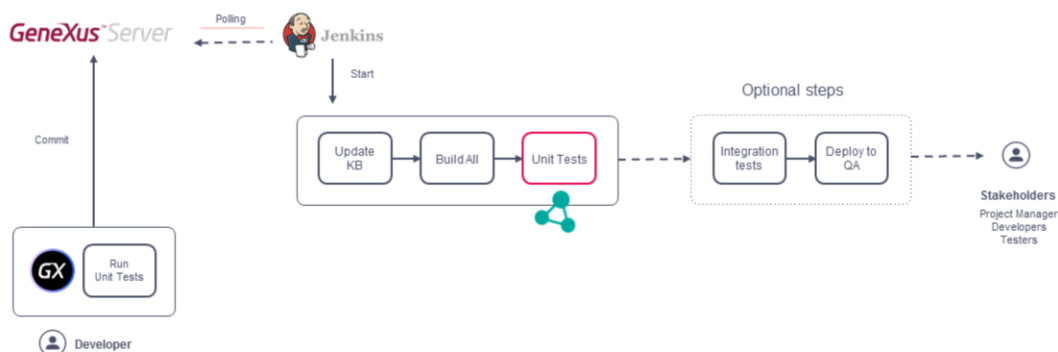 GeneXus™ Server
Polling
Jenkins
Start
Commit
Optional steps
Update
KB
Build All
Unit Tests
Integration
tests
Deploy to
QA
Stakeholders
Project Manager
Developers
Testers
GX
Run
Unit Tests
Developer